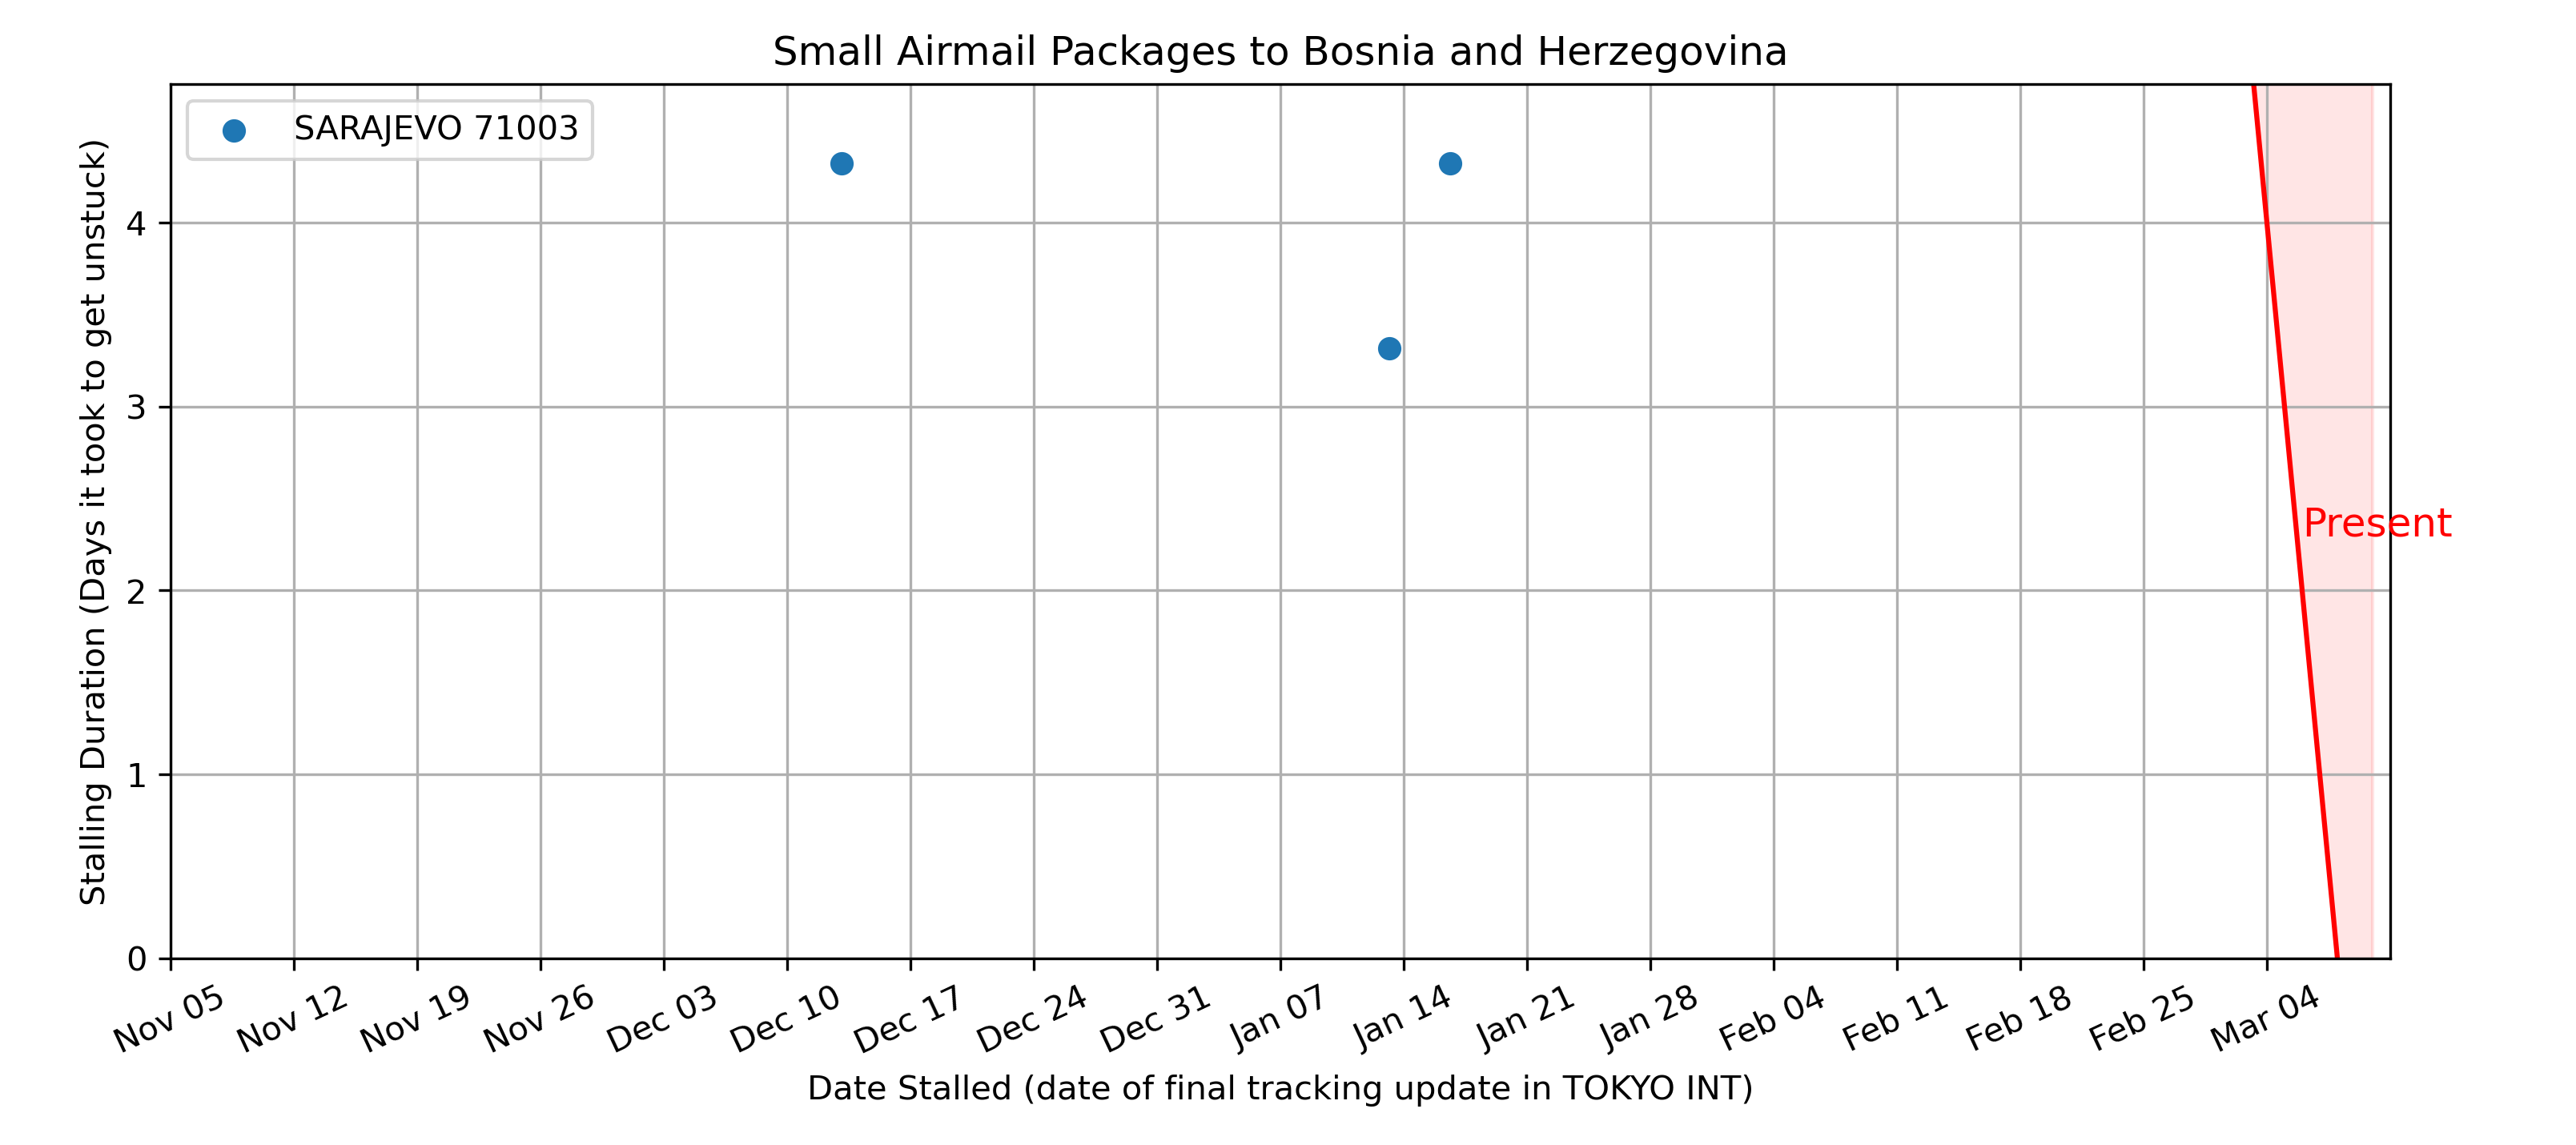 Small Airmail Packages to Bosnia and Herzegovina
SARAJEVO 71003
Stalling Duration (Days it took to get unstuck)
4
3
2
1
0
Present
Nov 05
Nov 12
Nov 19
Nov 26
Dec 03
Dec 10
Dec 17
Dec 24
Dec 31
Jan 07
Jan 14
Jan 21
Jan 28
Feb 04
Feb 11
Feb 18
Feb 25
Mar 04
Date Stalled (date of final tracking update in TOKYO INT)